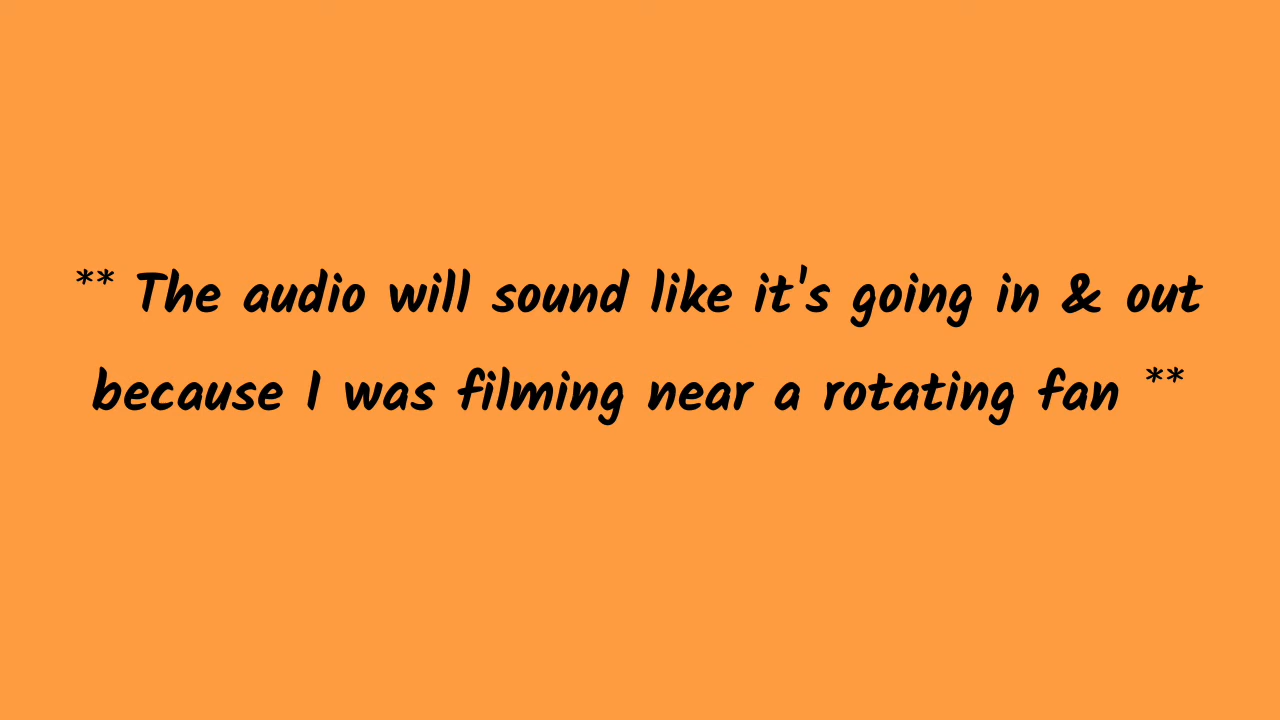 ** The audio will sound like it's going in & out
because I was filming near a rotating fan **